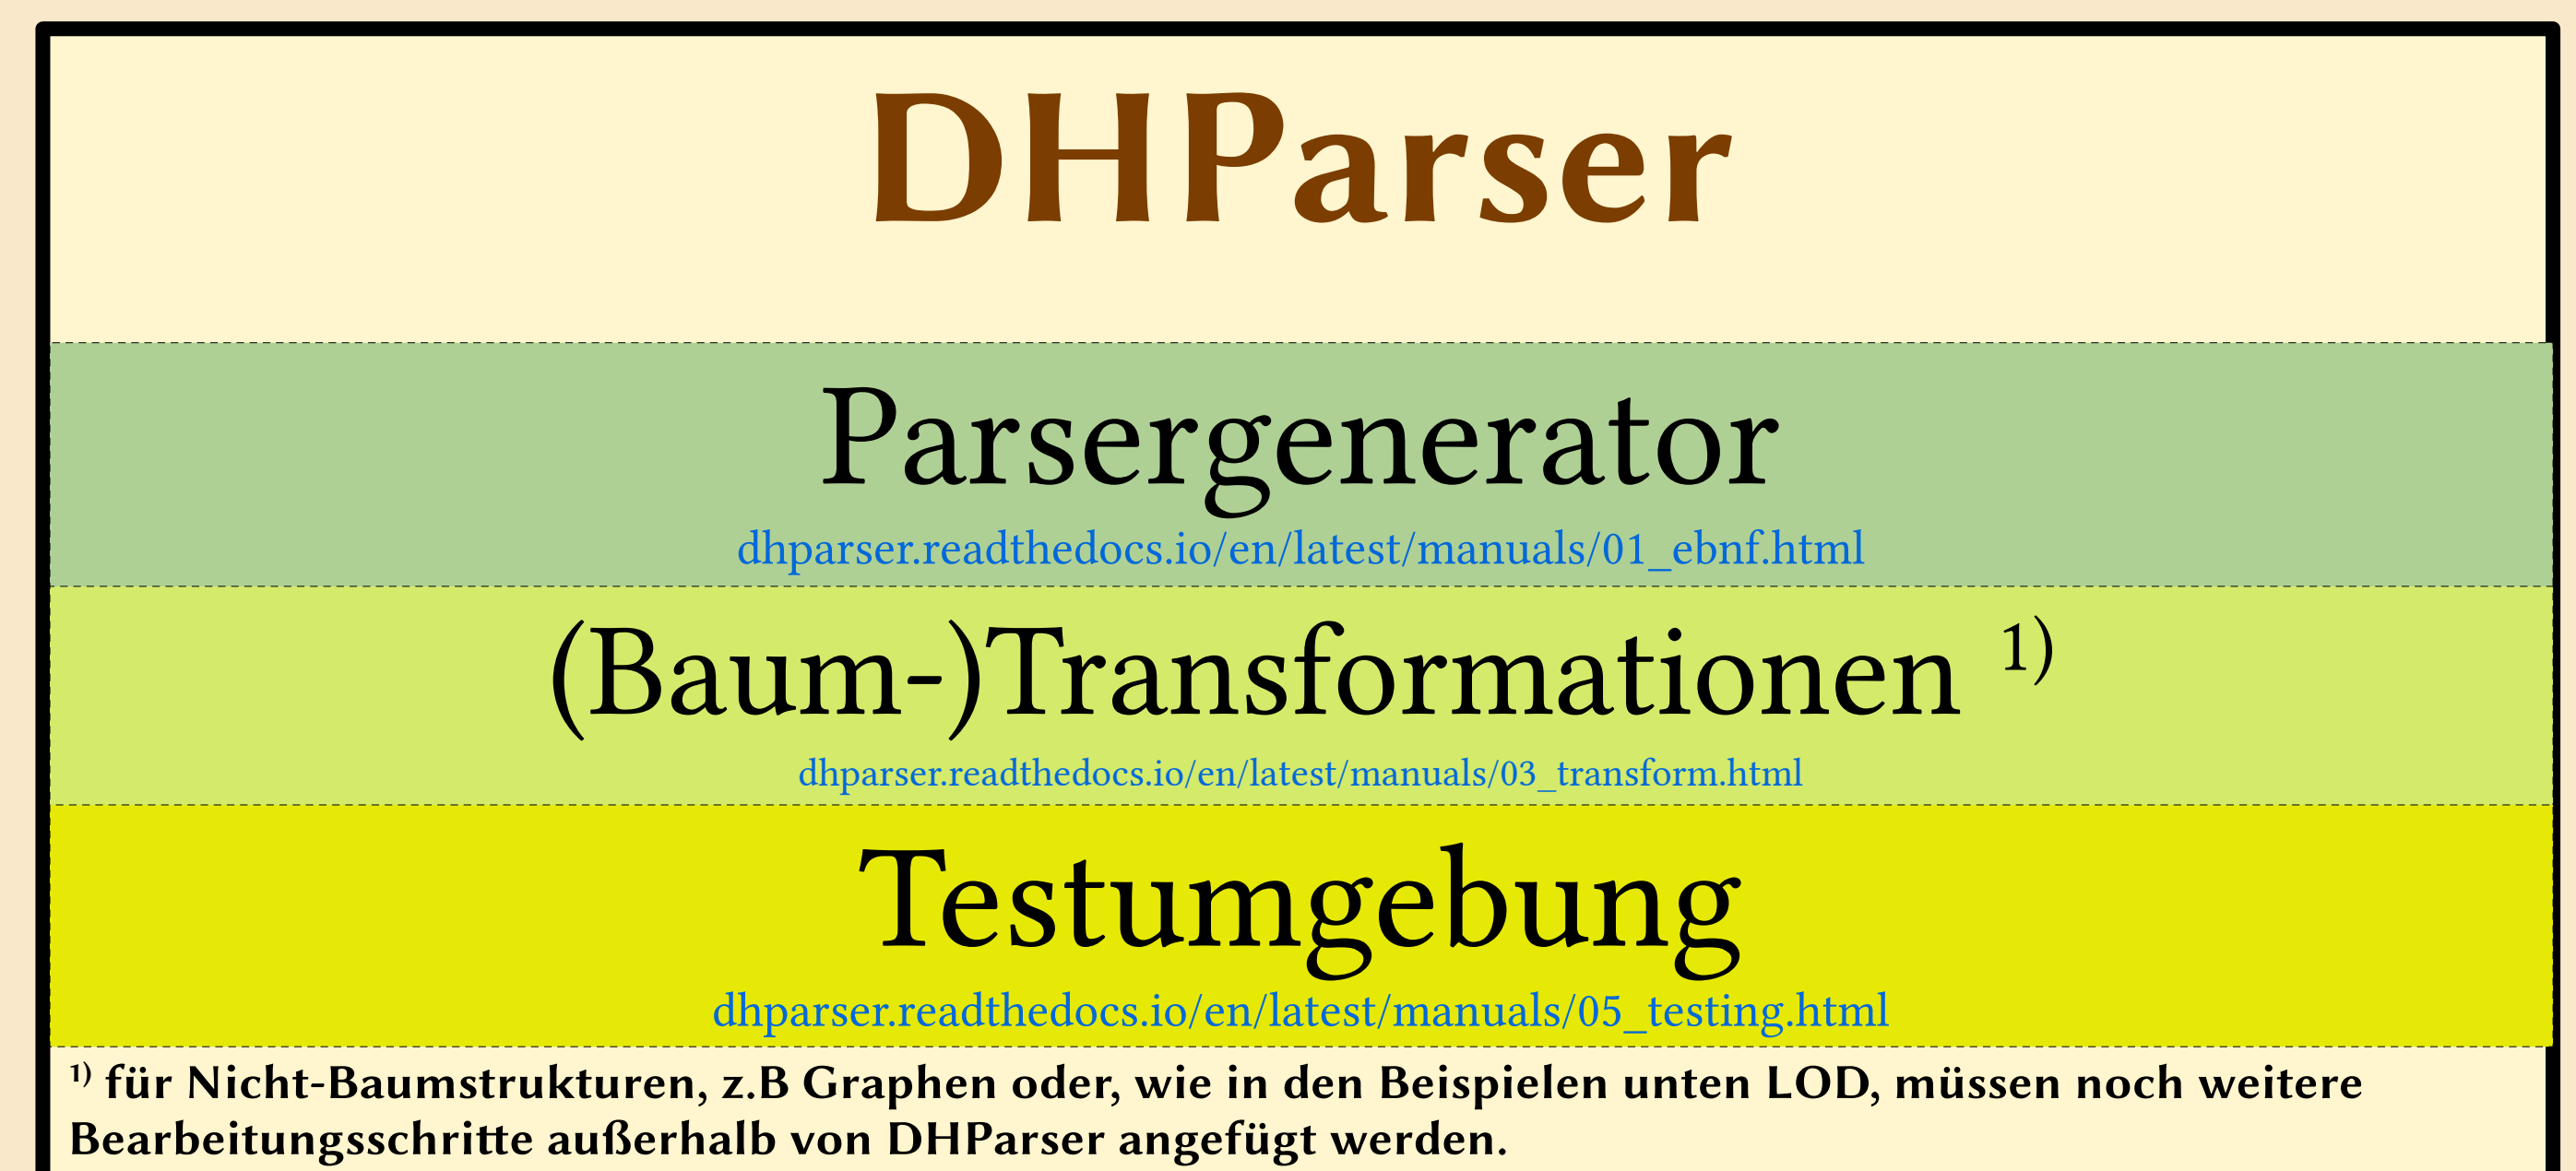 DHParser
Parsergenerator
dhparser.readthedocs.io/en/latest/manuals/01_ebnf.html
(Baum-)Transformationen 1)
dhparser.readthedocs.io/en/latest/manuals/03_transform.html
Testumgebung
dhparser.readthedocs.io/en/latest/manuals/05_testing.html
1) für Nicht-Baumstrukturen, z.B Graphen oder, wie in den Beispielen unten LOD, müssen noch weitere
Bearbeitungsschritte außerhalb von DHParser angefügt werden.